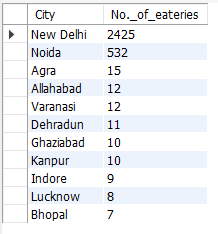 City No._of_eateries
New Delhi 2425
Noida 532
Agra 15
Allahabad 12
Varanasi 12
Dehradun 11
Ghaziabad 10
Kanpur 10
Indore 9
Lucknow 8
Bhopal 7